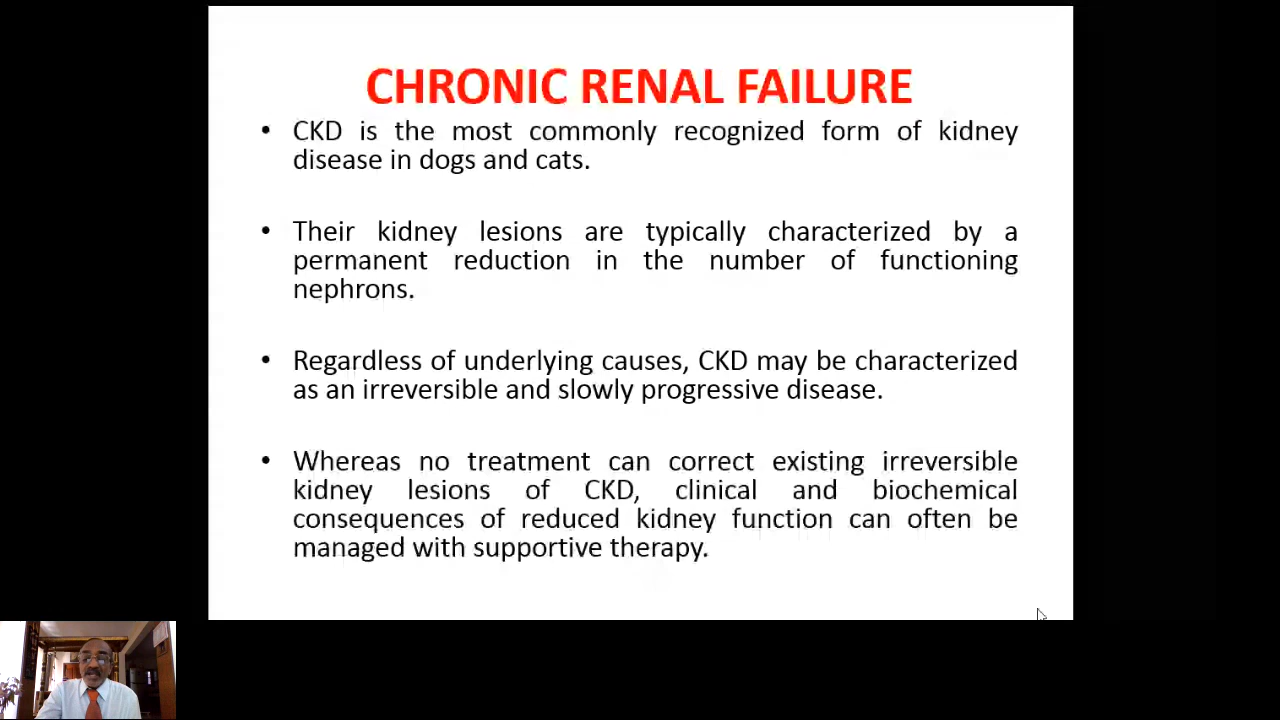 CHRONIC RENAL FAILURE
• CKD is the most commonly recognized form of kidney
disease in dogs and cats.
• Their kidney lesions are typically characterized by a
permanent reduction in the number of functioning
nephrons.
• Regardless of underlying causes, CKD may be characterized
as an irreversible and slowly progressive disease.
• Whereas no treatment can correct existing irreversible
kidney lesions of CKD, clinical and biochemical
consequences of reduced kidney function can often be
managed with supportive therapy.